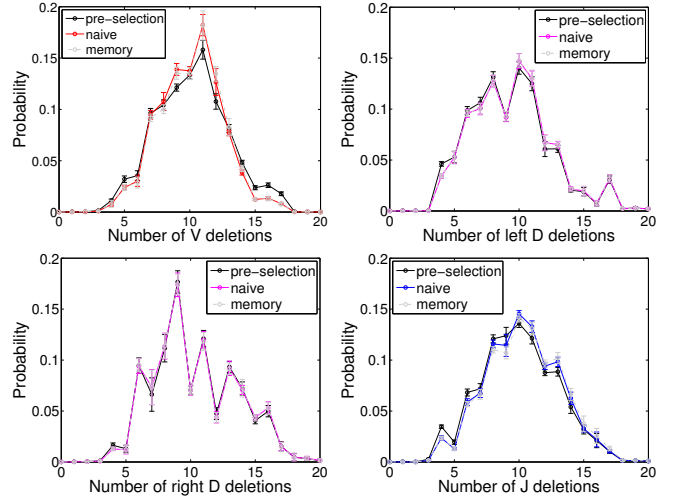 0.2
0.15
0.1
0.05
0
Probability
pre−selection
naive
memory
0 5 10 15 20
Number of V deletions
0.2
0.15
0.1
0.05
0
Probability
pre−selection
naive
memory
5 10 15 20
Number of left D deletions
0.2
0.15
0.1
0.05
0
Probability
pre−selection
naive
memory
0 5 10 15 20
Number of right D deletions
0.2
0.15
0.1
0.05
0
Probability
pre−selection
naive
memory
5 10 15 20
Number of J deletions